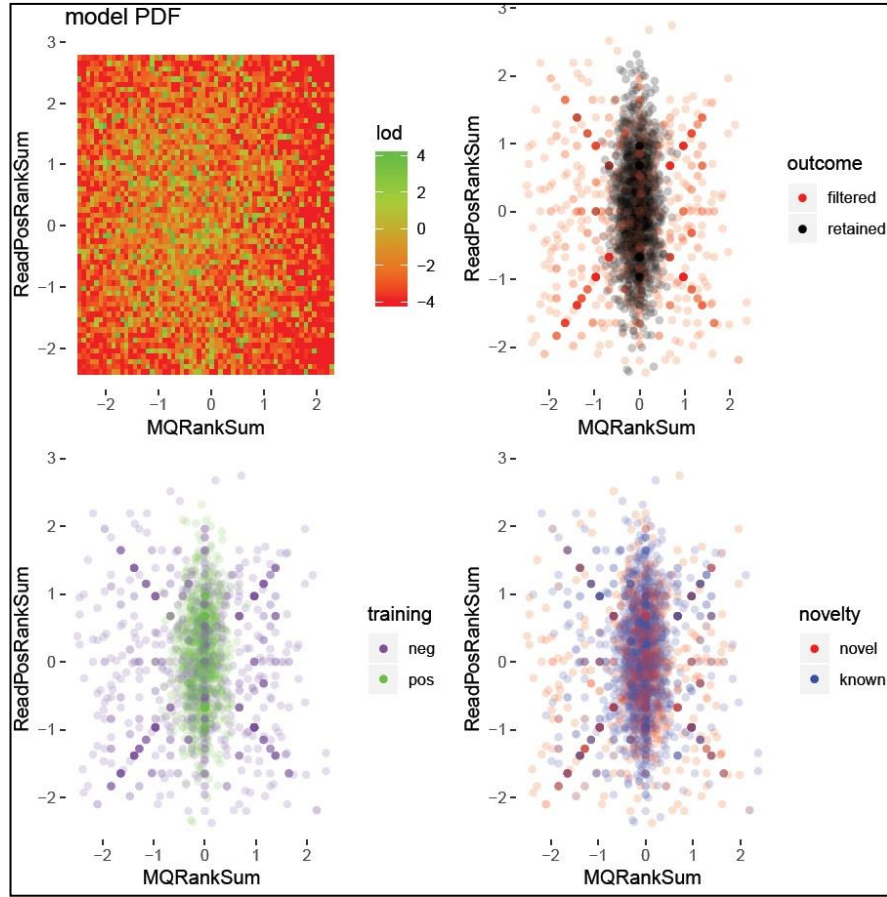 model PDF
3
2
1
0
−1
−2
ReadPosRankSum
−2
−1
0
1
2
MQRankSum
lod
4
2
0
−2
−4
3
2
1
0
−1
−2
ReadPosRankSum
−2
−1
0
1
2
MQRankSum
outcome
filtered
retained
3
2
1
0
−1
−2
ReadPosRankSum
−2
−1
0
1
2
MQRankSum
training
neg
pos
3
2
1
0
−1
−2
ReadPosRankSum
−2
−1
0
1
2
MQRankSum
novelty
novel
known